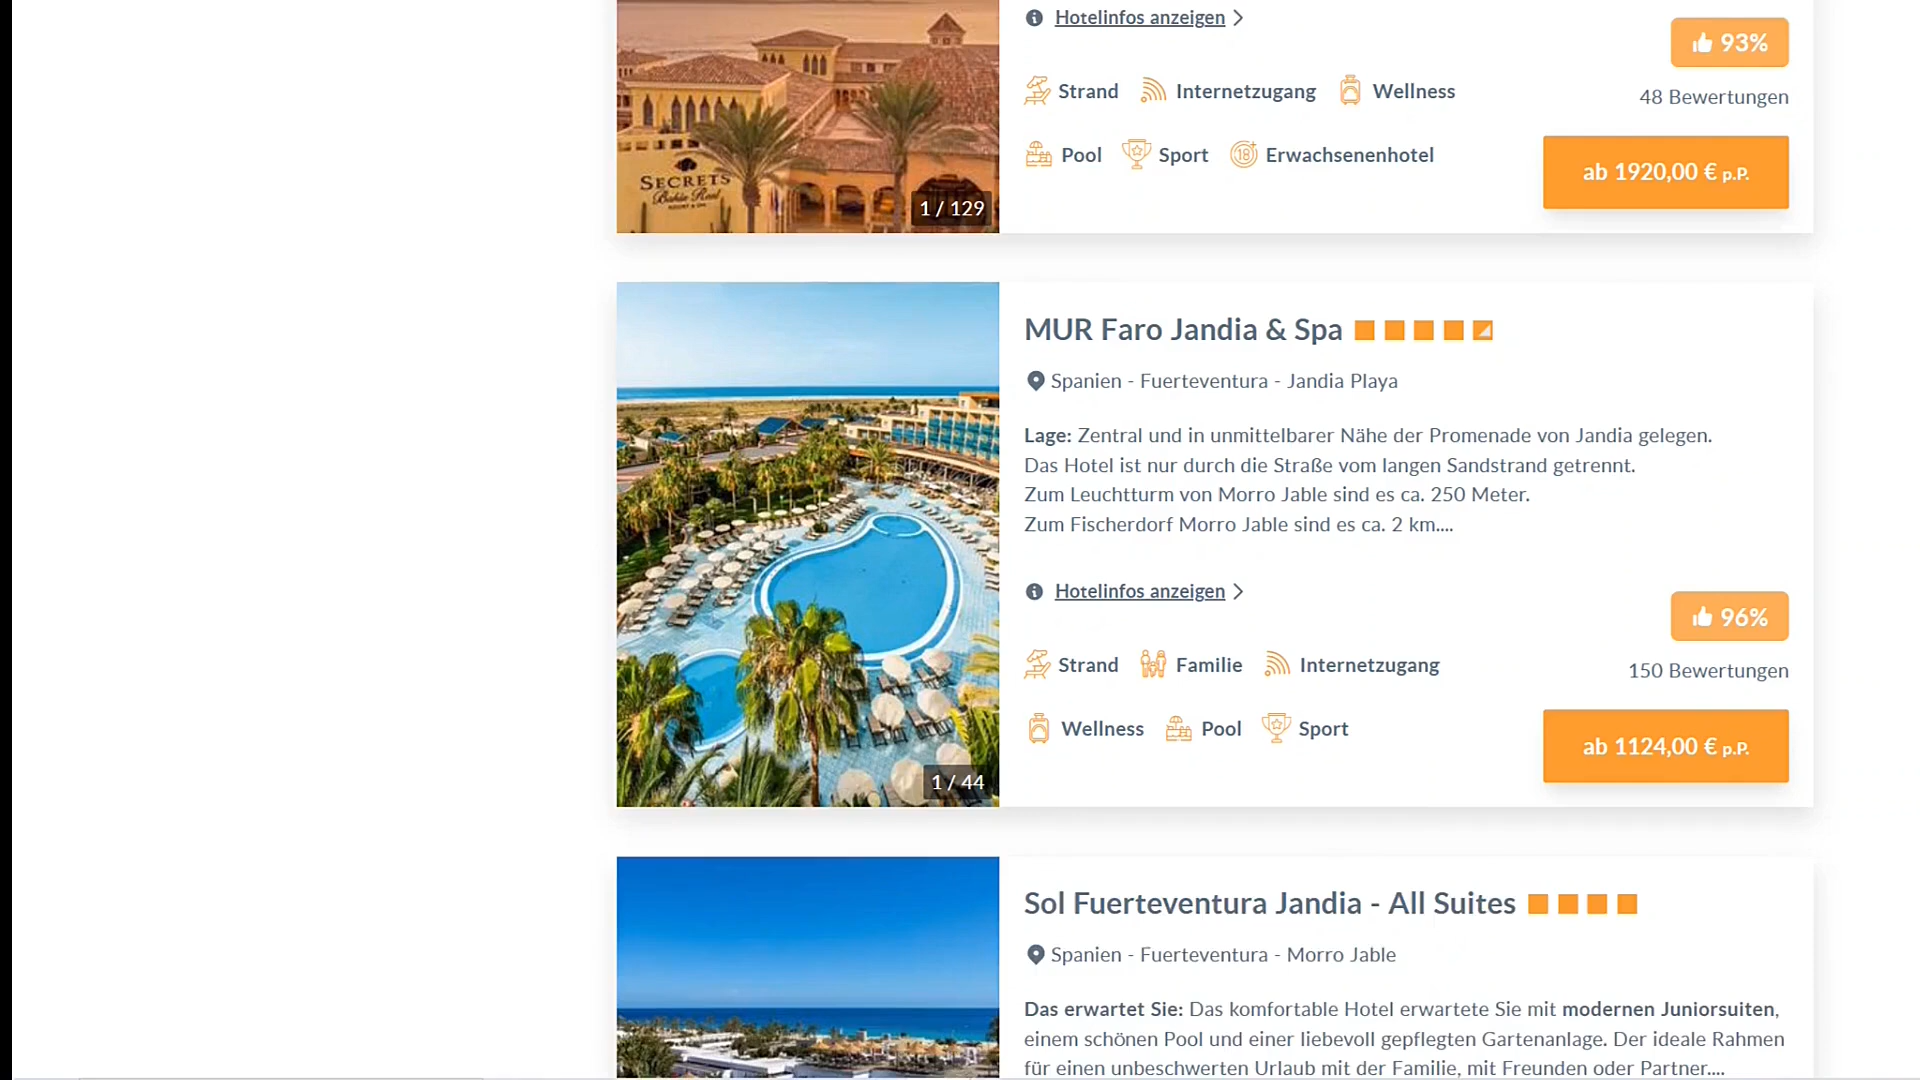 Hotelinfos anzeigen
93%
Strand Internetzugang Wellness
48 Bewertungen
Pool Sport 18+ Erwachsenenhotel
ab 1920,00 € p.P.
SECRETS
Bahía Real
RESORT & SPA
1 / 129
MUR Faro Jandia & Spa
Spanien - Fuerteventura - Jandia Playa
Lage: Zentral und in unmittelbarer Nähe der Promenade von Jandia gelegen.
Das Hotel ist nur durch die Straße vom langen Sandstrand getrennt.
Zum Leuchtturm von Morro Jable sind es ca. 250 Meter.
Zum Fischerdorf Morro Jable sind es ca. 2 km....
Hotelinfos anzeigen
96%
Strand Familie Internetzugang
150 Bewertungen
Wellness Pool Sport
ab 1124,00 € p.P.
1 / 44
Sol Fuerteventura Jandia - All Suites
Spanien - Fuerteventura - Morro Jable
Das erwartet Sie: Das komfortable Hotel erwartete Sie mit modernen Juniorsuiten,
einem schönen Pool und einer liebevoll gepflegten Gartenanlage. Der ideale Rahmen
für einen unbeschwerten Urlaub mit der Familie, mit Freunden oder Partner....